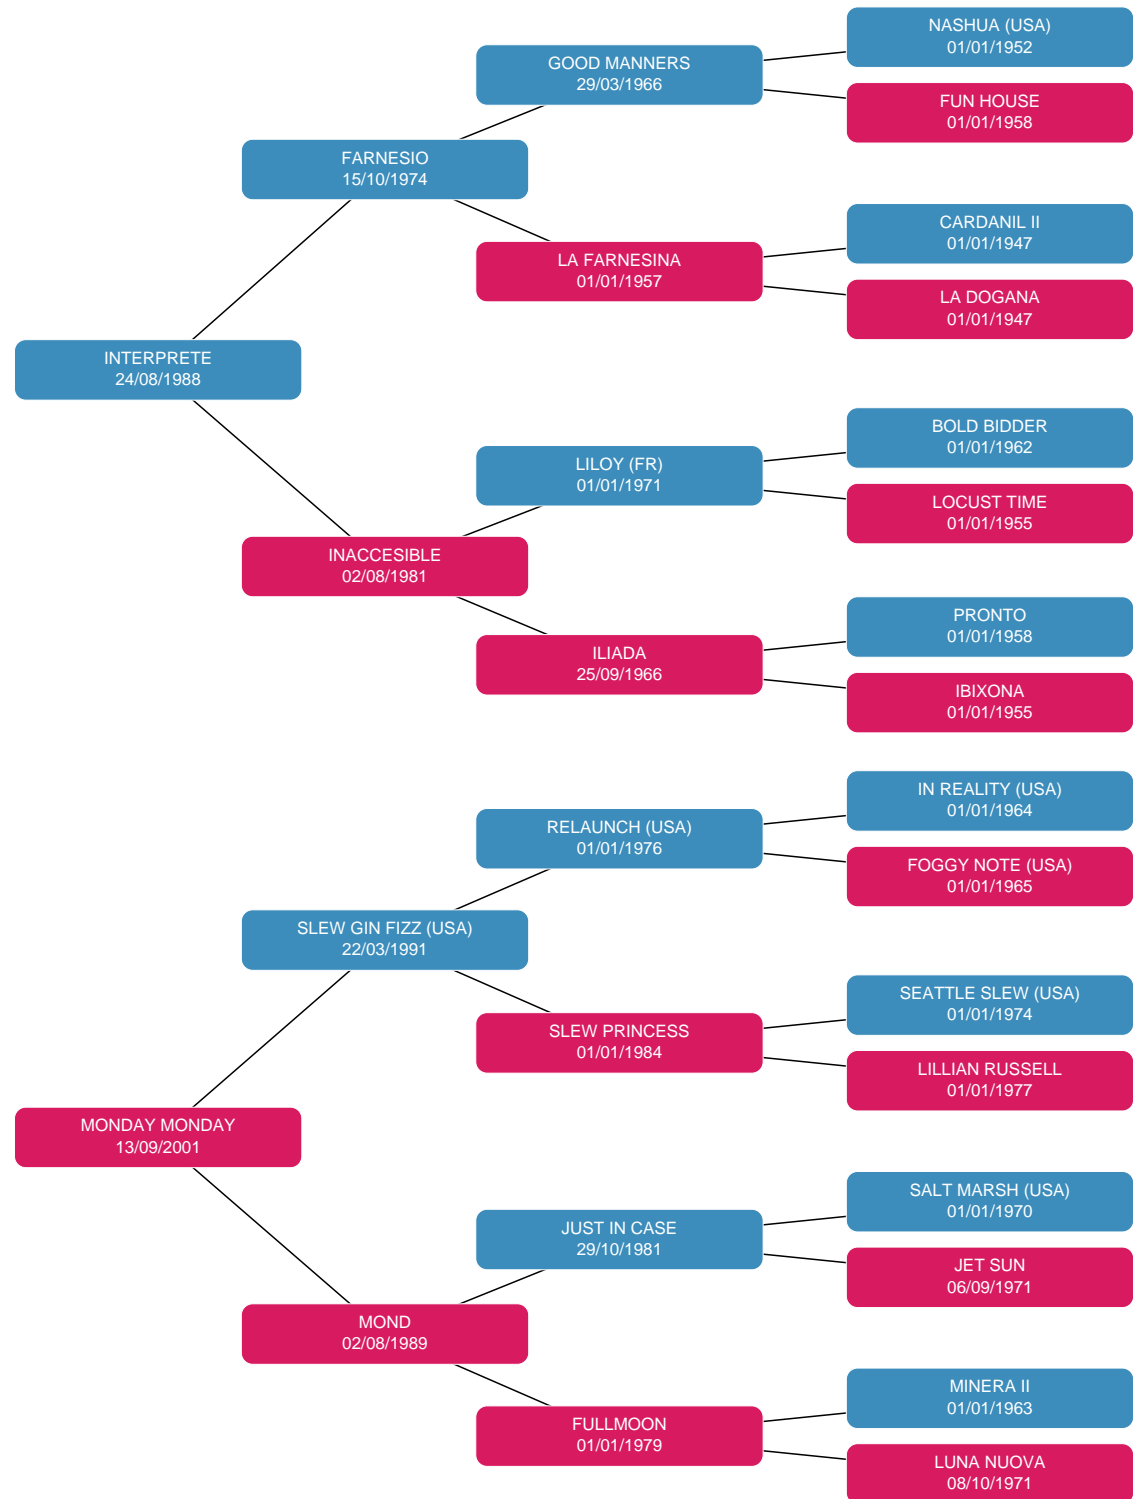 NASHUA (USA)
01/01/1952
GOOD MANNERS
29/03/1966
FUN HOUSE
01/01/1958
FARNESIO
15/10/1974
CARDANIL II
01/01/1947
LA FARNESINA
01/01/1957
LA DOGANA
01/01/1947
INTERPRETE
24/08/1988
BOLD BIDDER
01/01/1962
LILOY (FR)
01/01/1971
LOCUST TIME
01/01/1955
INACCESIBLE
02/08/1981
PRONTO
01/01/1958
ILIADA
25/09/1966
IBIXONA
01/01/1955
IN REALITY (USA)
01/01/1964
RELAUNCH (USA)
01/01/1976
FOGGY NOTE (USA)
01/01/1965
SLEW GIN FIZZ (USA)
22/03/1991
SEATTLE SLEW (USA)
01/01/1974
SLEW PRINCESS
01/01/1984
LILLIAN RUSSELL
01/01/1977
MONDAY MONDAY
13/09/2001
SALT MARSH (USA)
01/01/1970
JUST IN CASE
29/10/1981
JET SUN
06/09/1971
MOND
02/08/1989
MINERA II
01/01/1963
FULLMOON
01/01/1979
LUNA NUOVA
08/10/1971